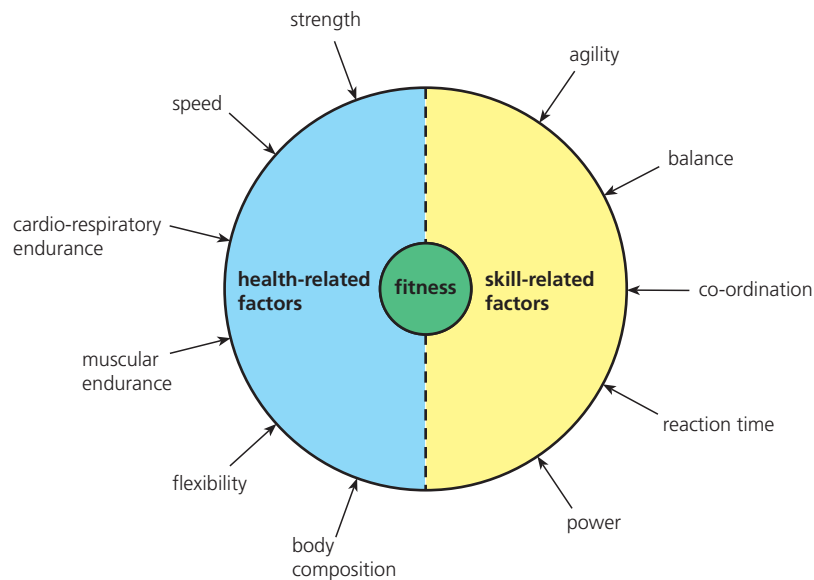 strength
agility
speed
balance
cardio-respiratory
endurance
health-related
factors
fitness
skill-related
factors
co-ordination
muscular
endurance
reaction time
flexibility
power
body
composition